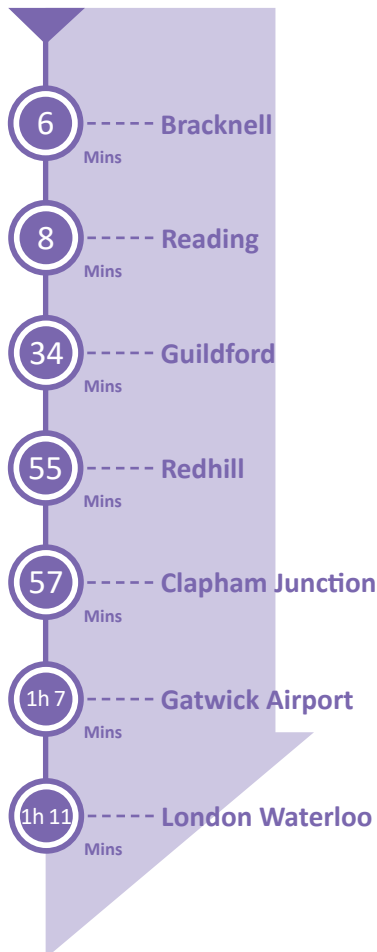 6
Bracknell
Mins
8
Reading
Mins
34
Guildford
Mins
55
Redhill
Mins
57
Clapham Junction
Mins
1h 7
Gatwick Airport
Mins
1h 11
London Waterloo
Mins